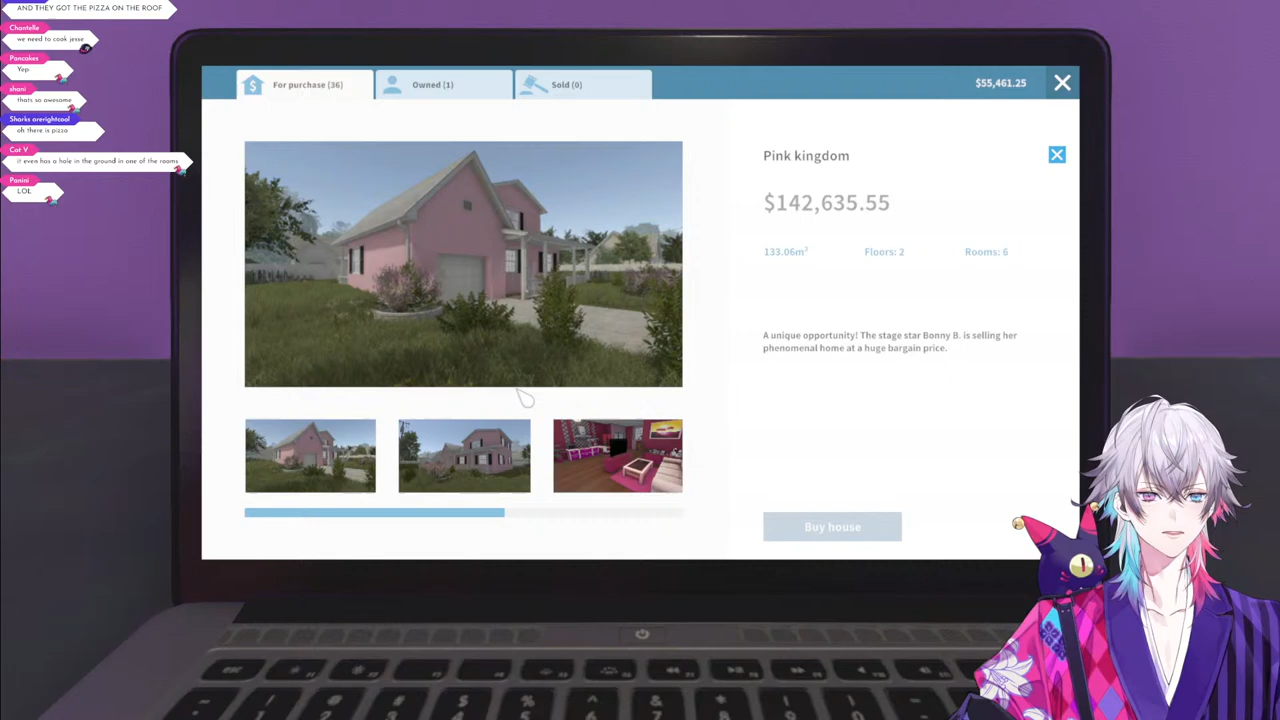 AND THEY GOT THE PIZZA ON THE ROOF
Chantelle
we need to cook jesse
Pancakes
Yep
shani
thats so awesome
Sharks arerightcool
oh there is pizza
Cat V
it even has a hole in the ground in one of the rooms
Panini
LOL
For purchase (36)
Owned (1)
Sold (0)
$55,461.25
Pink kingdom
$142,635.55
133.06m²
Floors: 2
Rooms: 6
A unique opportunity! The stage star Bonny B. is selling her
phenomenal home at a huge bargain price.
Buy house